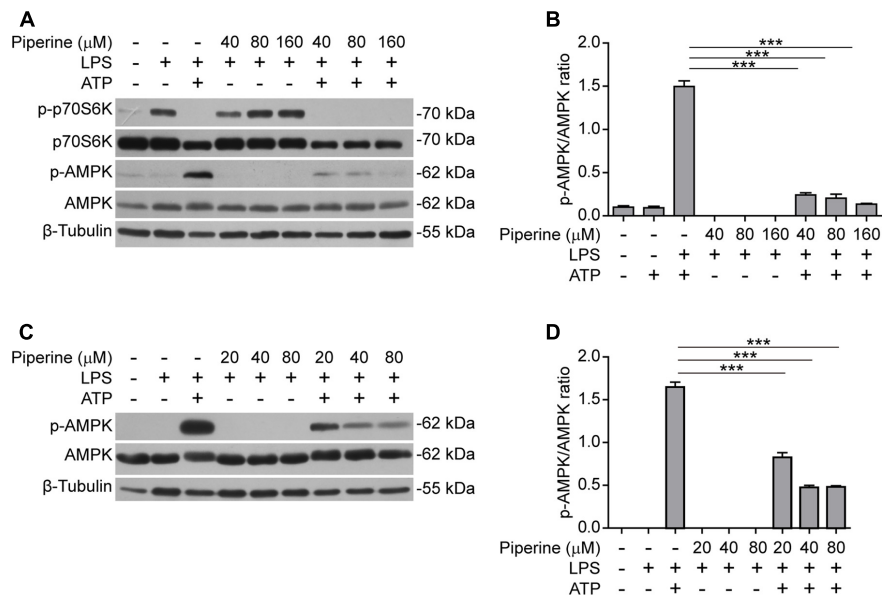 A
Piperine (μM) - - - 40 80 160 40 80 160
LPS - + + + + + + + +
ATP - - + - - - + + +
p-p70S6K -70 kDa
p70S6K -70 kDa
p-AMPK -62 kDa
AMPK -62 kDa
β-Tubulin -55 kDa
B
p-AMPK/AMPK ratio
2.0
1.5
1.0
0.5
0.0
***
***
***
Piperine (μM) - - - 40 80 160 40 80 160
LPS - - + + + + + + +
ATP - + + - - - + + +
C
Piperine (μM) - - - 20 40 80 20 40 80
LPS - + + + + + + + +
ATP - - + - - - + + +
p-AMPK -62 kDa
AMPK -62 kDa
β-Tubulin -55 kDa
D
p-AMPK/AMPK ratio
2.0
1.5
1.0
0.5
0.0
***
***
***
Piperine (μM) - - - 20 40 80 20 40 80
LPS - + + + + + + + +
ATP - - + - - - + + +